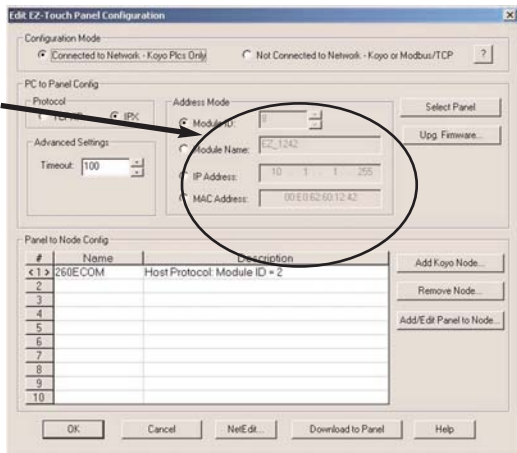 Edit EZ-Touch Panel Configuration
Configuration Mode
Connected to Network - Koyo Plcs Only
Not Connected to Network - Koyo or Modbus/TCP
?
PC to Panel Config
Protocol
IPX
Address Mode
Module ID:
Select Panel
Advanced Settings
Module Name:
EZ_1242
Upg. Firmware...
Timeout:
100
IP Address:
10 . 1 . 1 . 255
MAC Address:
00:E0:62:60:12:42
Panel to Node Config
# Name Description
<1> 260ECOM Host Protocol: Module ID = 2
2
3
4
5
6
7
8
9
10
Add Koyo Node...
Remove Node...
Add/Edit Panel to Node...
OK
Cancel
NetEdit...
Download to Panel
Help